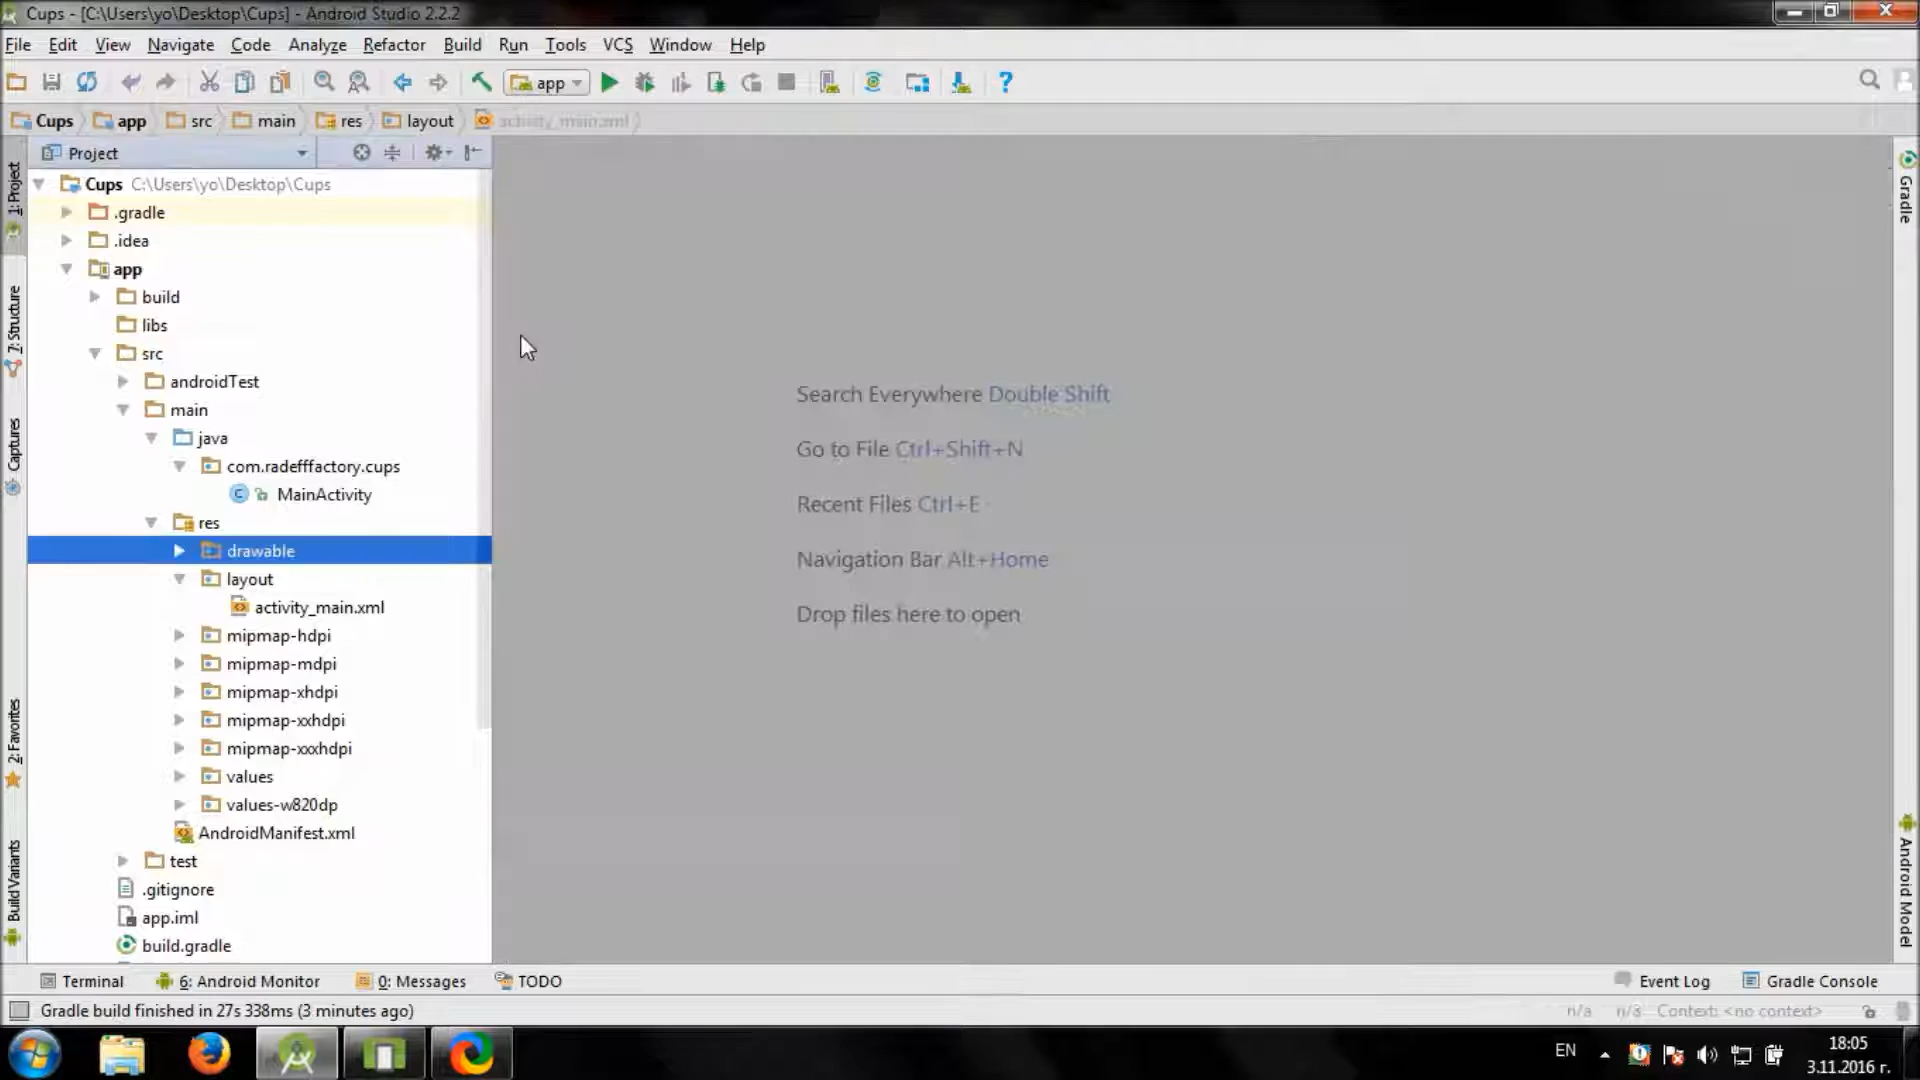 Cups - [C:\Users\yo\Desktop\Cups] - Android Studio 2.2.2
File Edit View Navigate Code Analyze Refactor Build Run Tools VCS Window Help
app
Cups app src main res layout activity_main.xml
1: Project
7: Structure
Captures
2: Favorites
Build Variants
Project
Cups C:\Users\yo\Desktop\Cups
.gradle
.idea
app
build
libs
src
androidTest
main
java
com.radefffactory.cups
MainActivity
res
drawable
layout
activity_main.xml
mipmap-hdpi
mipmap-mdpi
mipmap-xhdpi
mipmap-xxhdpi
mipmap-xxxhdpi
values
values-w820dp
AndroidManifest.xml
test
.gitignore
app.iml
build.gradle
Search Everywhere Double Shift
Go to File Ctrl+Shift+N
Recent Files Ctrl+E
Navigation Bar Alt+Home
Drop files here to open
Gradle
Android Model
Terminal 6: Android Monitor 0: Messages TODO Event Log Gradle Console
Gradle build finished in 27s 338ms (3 minutes ago) n/a n/a Context: <no context>
EN 18:05
3.11.2016 г.